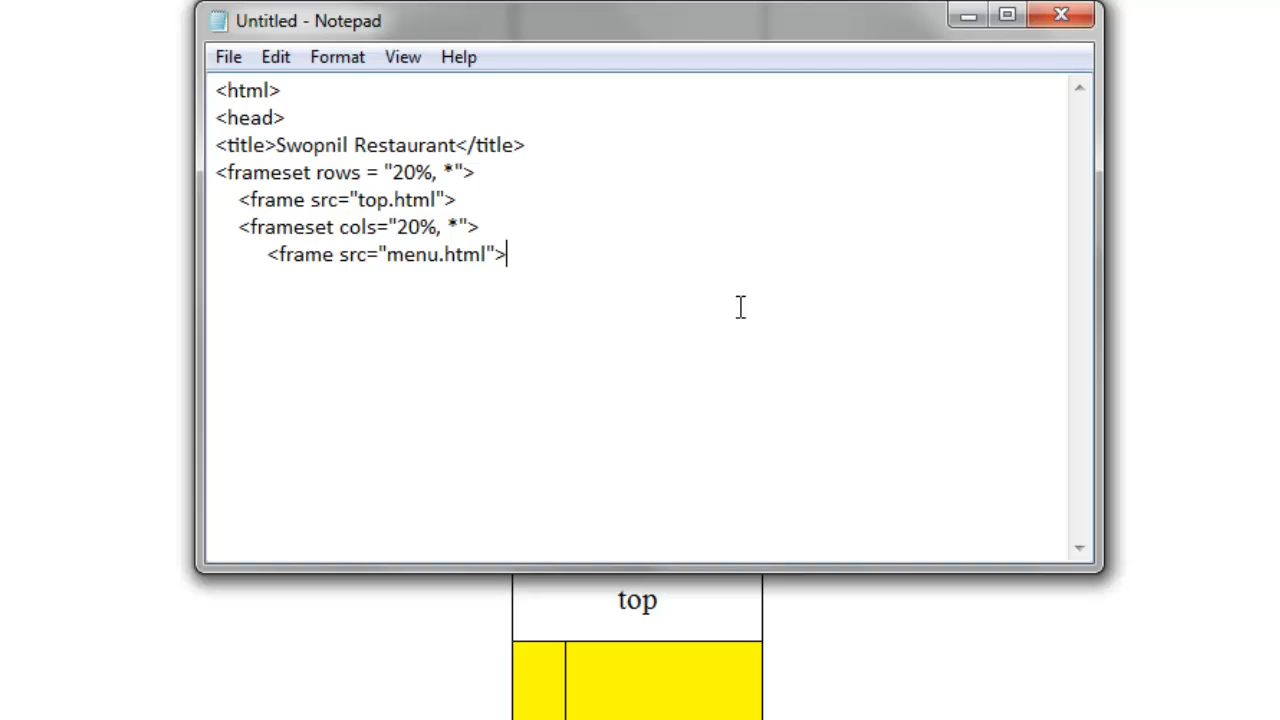 Untitled - Notepad
File Edit Format View Help
<html>
<head>
<title>Swopnil Restaurant</title>
<frameset rows = "20%, *">
<frame src="top.html">
<frameset cols="20%, *">
<frame src="menu.html">
top